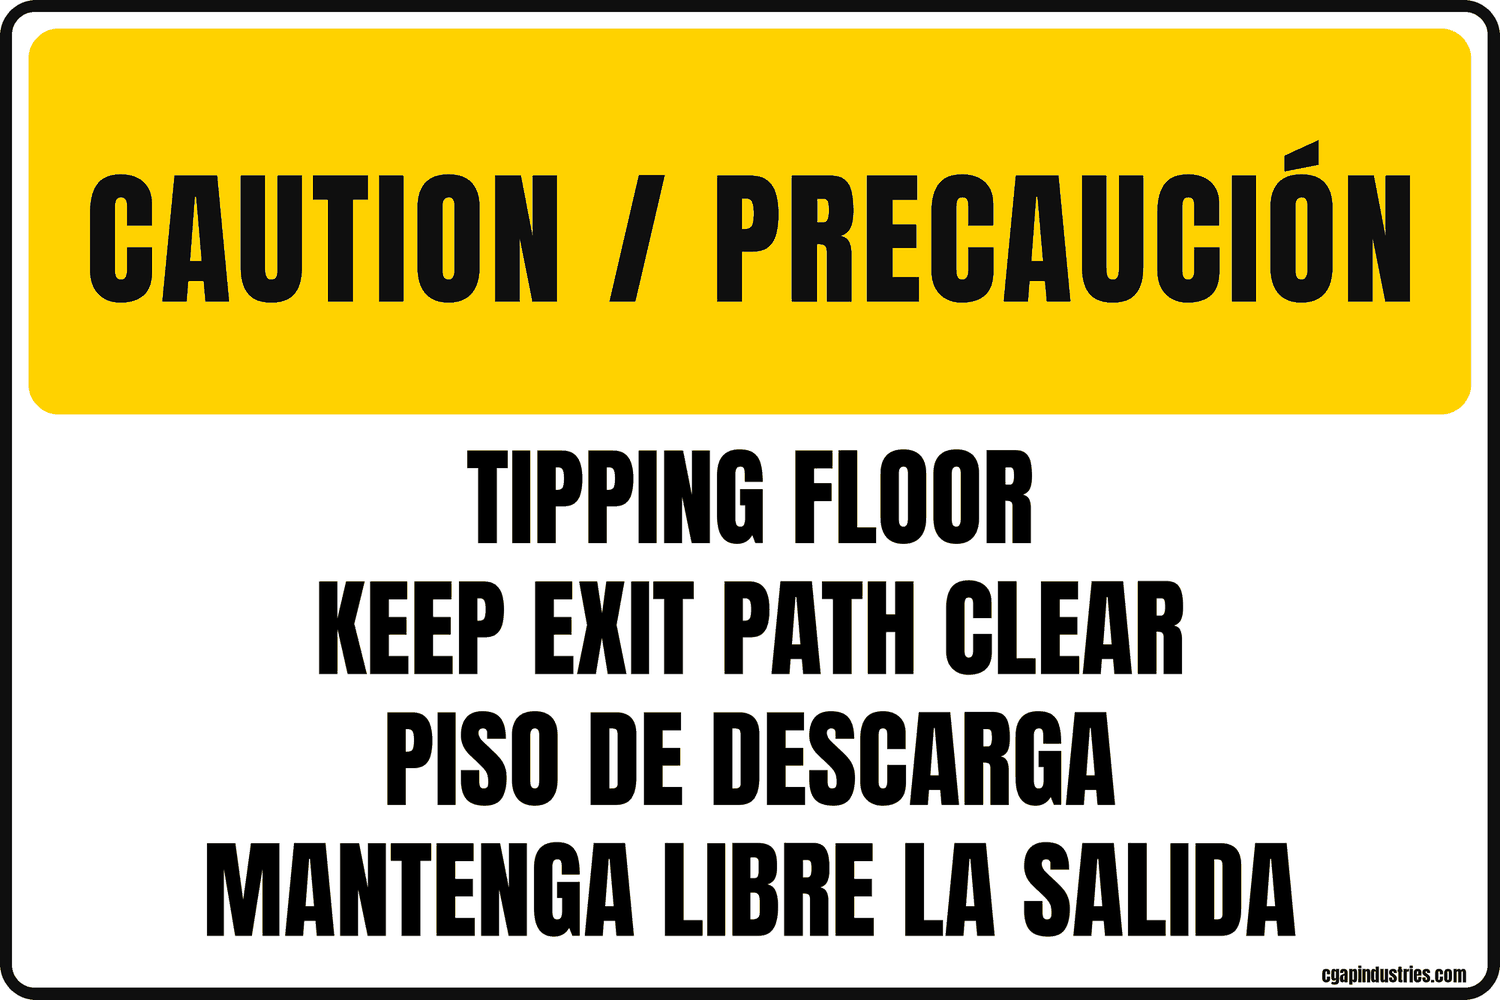 CAUTION / PRECAUCIÓN
TIPPING FLOOR
KEEP EXIT PATH CLEAR
PISO DE DESCARGA
MANTENGA LIBRE LA SALIDA
cgapindustries.com